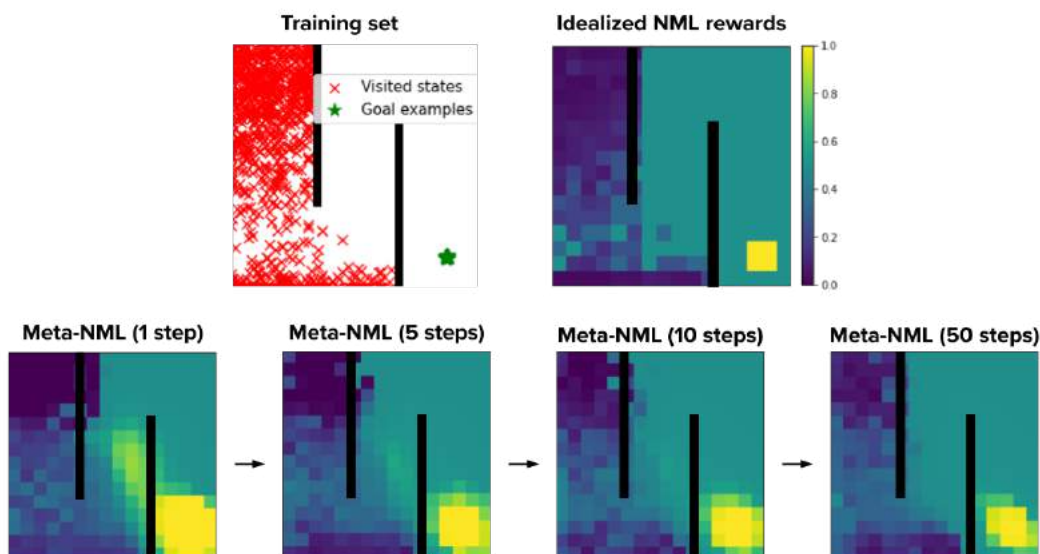 Training set
Idealized NML rewards
Visited states
Goal examples
1.0
0.8
0.6
0.4
0.2
0.0
Meta-NML (1 step)
Meta-NML (5 steps)
Meta-NML (10 steps)
Meta-NML (50 steps)